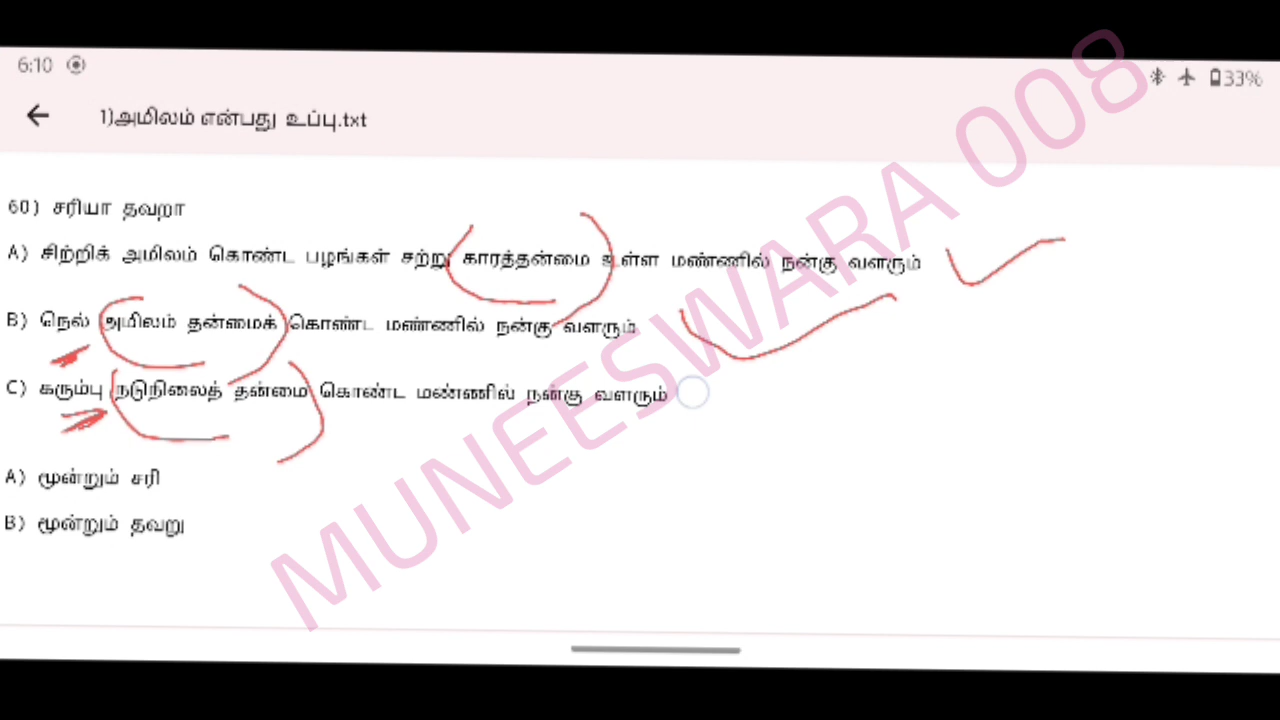 6:10
33%
1)அமிலம் என்பது உப்பு.txt
60) சரியா தவறா
A) சிற்றிக் அமிலம் கொண்ட பழங்கள் சற்று காரத்தன்மை உள்ள மண்ணில் நன்கு வளரும்
B) நெல் அமிலம் தன்மைக் கொண்ட மண்ணில் நன்கு வளரும்
C) கரும்பு நடுநிலைத் தன்மை கொண்ட மண்ணில் நன்கு வளரும்
A) மூன்றும் சரி
B) மூன்றும் தவறு
MUNEESWARA 008